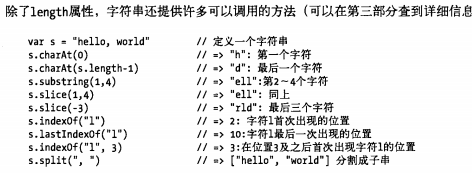 除了length属性，字符串还提供许多可以调用的方法（可以在第三部分查到详细信息
var s = "hello, world" // 定义一个字符串
s.charAt(0) // => "h": 第一个字符
s.charAt(s.length-1) // => "d": 最后一个字符
s.substring(1,4) // => "ell":第2～4个字符
s.slice(1,4) // => "ell": 同上
s.slice(-3) // => "rld": 最后三个字符
s.indexOf("l") // => 2: 字符l首次出现的位置
s.lastIndexOf("l") // => 10:字符l最后一次出现的位置
s.indexOf("l", 3) // => 3:在位置3及之后首次出现字符l的位置
s.split(", ") // => ["hello", "world"] 分割成子串